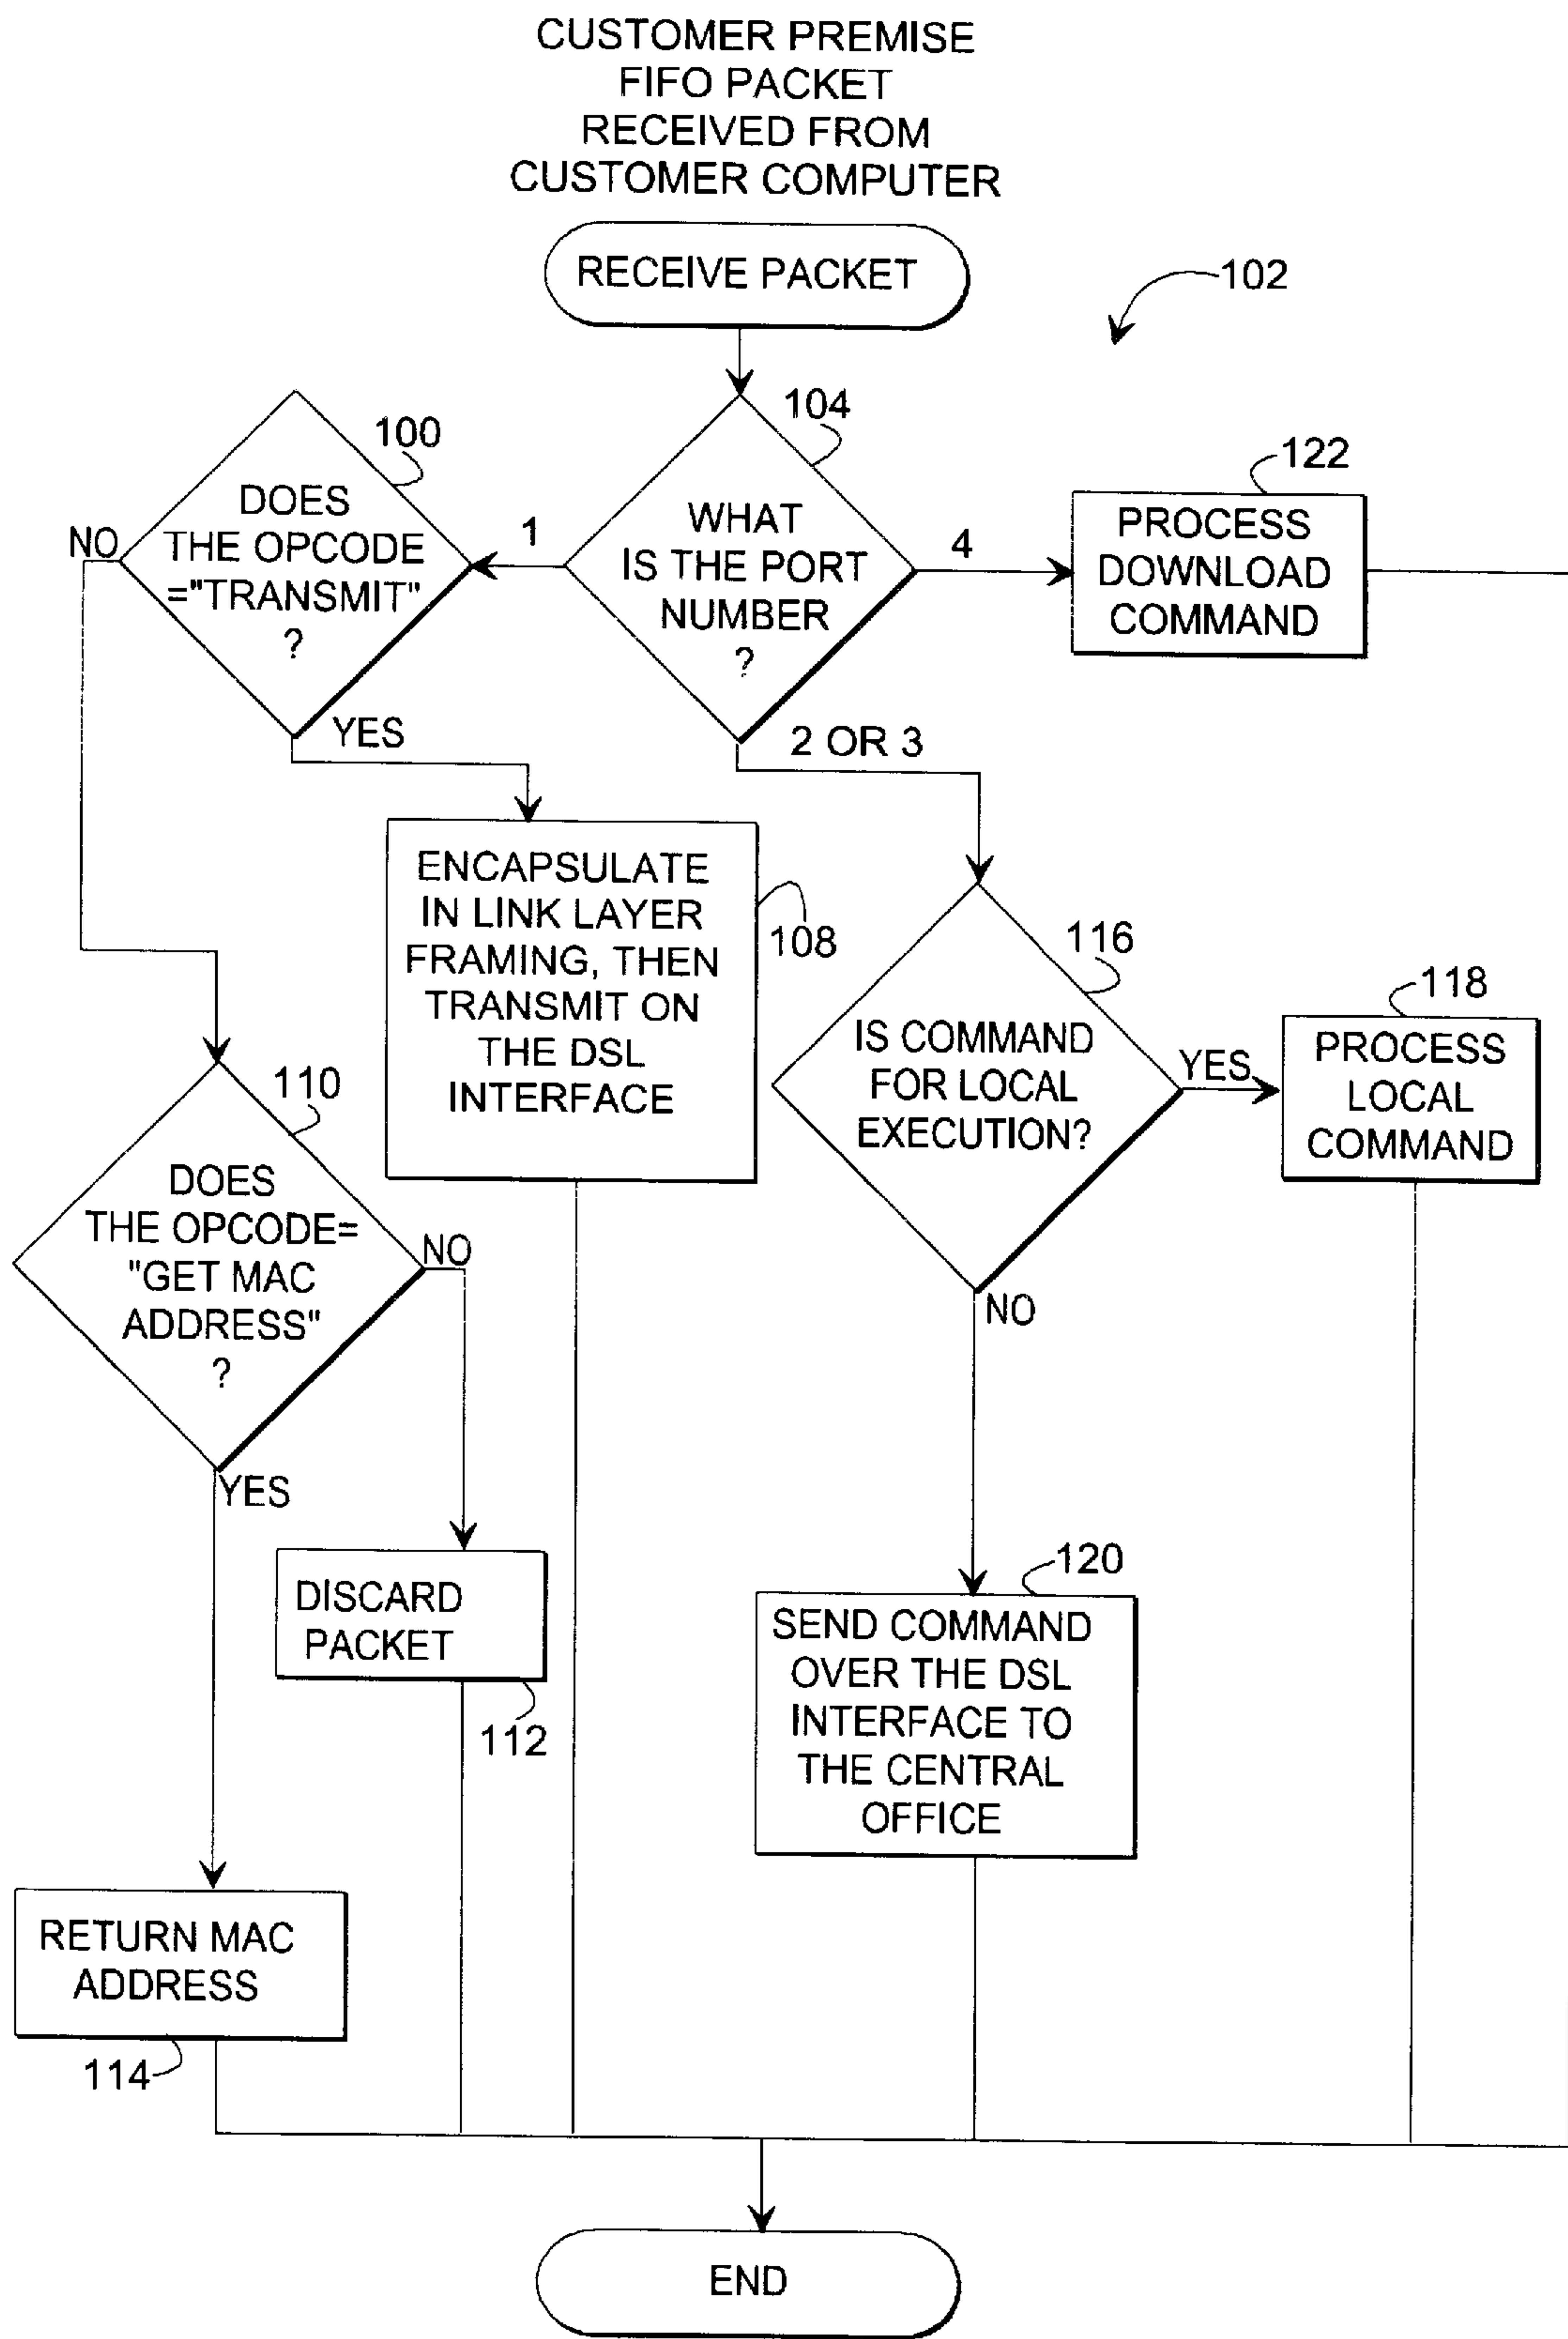 CUSTOMER PREMISE
FIFO PACKET
RECEIVED FROM
CUSTOMER COMPUTER
RECEIVE PACKET
102
104
100
122
DOES
THE OPCODE
="TRANSMIT"
?
NO
1
WHAT
IS THE PORT
NUMBER
?
4
PROCESS
DOWNLOAD
COMMAND
YES
2 OR 3
ENCAPSULATE
IN LINK LAYER
FRAMING, THEN
TRANSMIT ON
THE DSL
INTERFACE
108
116
118
IS COMMAND
FOR LOCAL
EXECUTION?
YES
PROCESS
LOCAL
COMMAND
110
DOES
THE OPCODE=
"GET MAC
ADDRESS"
?
NO
NO
YES
DISCARD
PACKET
112
120
SEND COMMAND
OVER THE DSL
INTERFACE TO
THE CENTRAL
OFFICE
RETURN MAC
ADDRESS
114
END